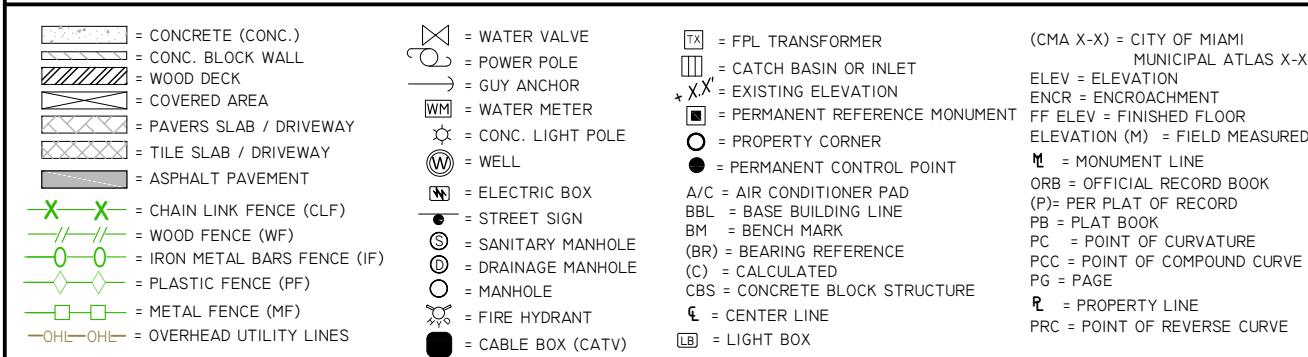 = CONCRETE (CONC.)
= CONC. BLOCK WALL
= WOOD DECK
= COVERED AREA
= PAVERS SLAB / DRIVEWAY
= TILE SLAB / DRIVEWAY
= ASPHALT PAVEMENT
X X = CHAIN LINK FENCE (CLF)
= WOOD FENCE (WF)
= IRON METAL BARS FENCE (IF)
= PLASTIC FENCE (PF)
= METAL FENCE (MF)
OHL OHL = OVERHEAD UTILITY LINES
= WATER VALVE
= POWER POLE
= GUY ANCHOR
WM = WATER METER
= CONC. LIGHT POLE
W = WELL
= ELECTRIC BOX
= STREET SIGN
S = SANITARY MANHOLE
D = DRAINAGE MANHOLE
= MANHOLE
= FIRE HYDRANT
= CABLE BOX (CATV)
TX = FPL TRANSFORMER
= CATCH BASIN OR INLET
+ X.X' = EXISTING ELEVATION
= PERMANENT REFERENCE MONUMENT
= PROPERTY CORNER
= PERMANENT CONTROL POINT
A/C = AIR CONDITIONER PAD
BBL = BASE BUILDING LINE
BM = BENCH MARK
(BR) = BEARING REFERENCE
(C) = CALCULATED
CBS = CONCRETE BLOCK STRUCTURE
℄ = CENTER LINE
LB = LIGHT BOX
(CMA X-X) = CITY OF MIAMI
MUNICIPAL ATLAS X-X
ELEV = ELEVATION
ENCR = ENCROACHMENT
FF ELEV = FINISHED FLOOR
ELEVATION (M) = FIELD MEASURED
ML = MONUMENT LINE
ORB = OFFICIAL RECORD BOOK
(P)= PER PLAT OF RECORD
PB = PLAT BOOK
PC = POINT OF CURVATURE
PCC = POINT OF COMPOUND CURVE
PG = PAGE
PL = PROPERTY LINE
PRC = POINT OF REVERSE CURVE